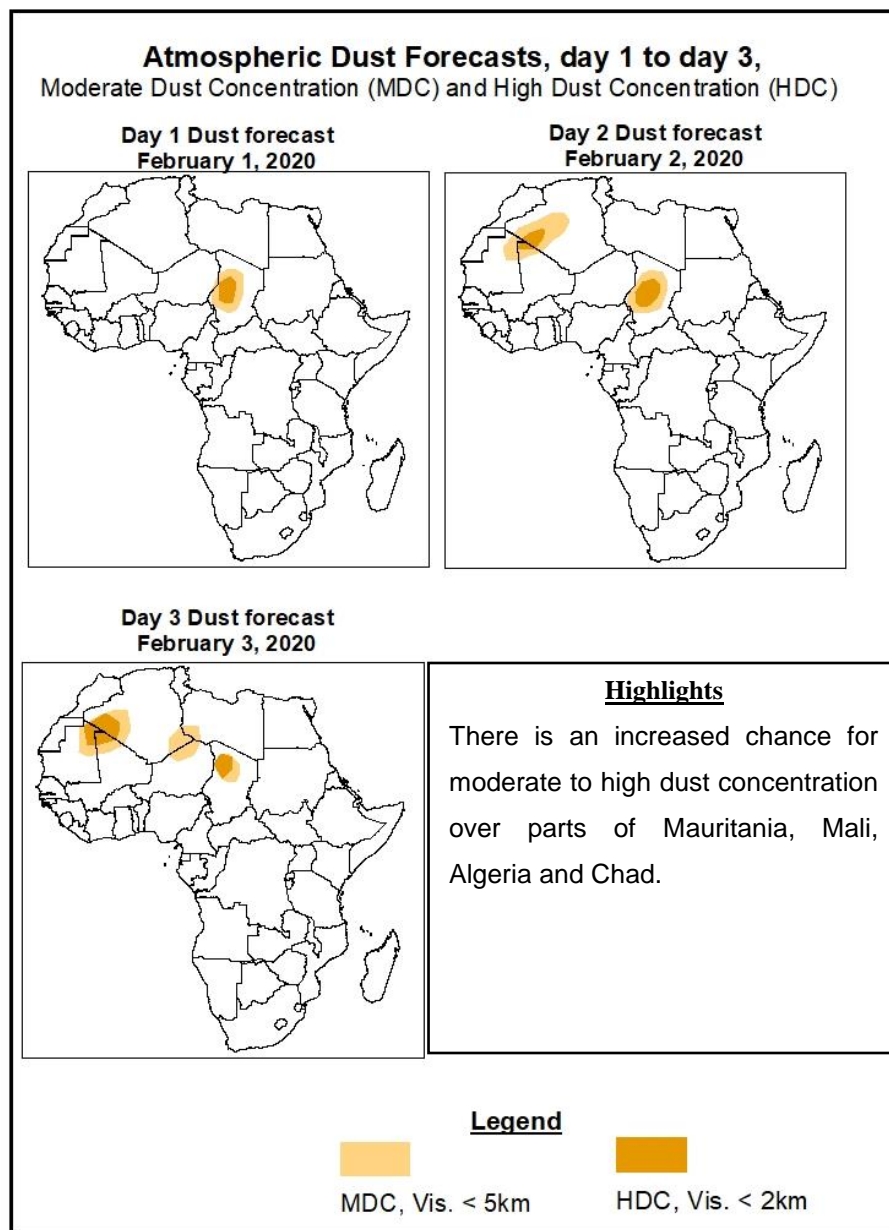 Atmospheric Dust Forecasts, day 1 to day 3,
Moderate Dust Concentration (MDC) and High Dust Concentration (HDC)
Day 1 Dust forecast
February 1, 2020
Day 2 Dust forecast
February 2, 2020
Day 3 Dust forecast
February 3, 2020
Highlights
There is an increased chance for
moderate to high dust concentration
over parts of Mauritania, Mali,
Algeria and Chad.
Legend
MDC, Vis. < 5km
HDC, Vis. < 2km